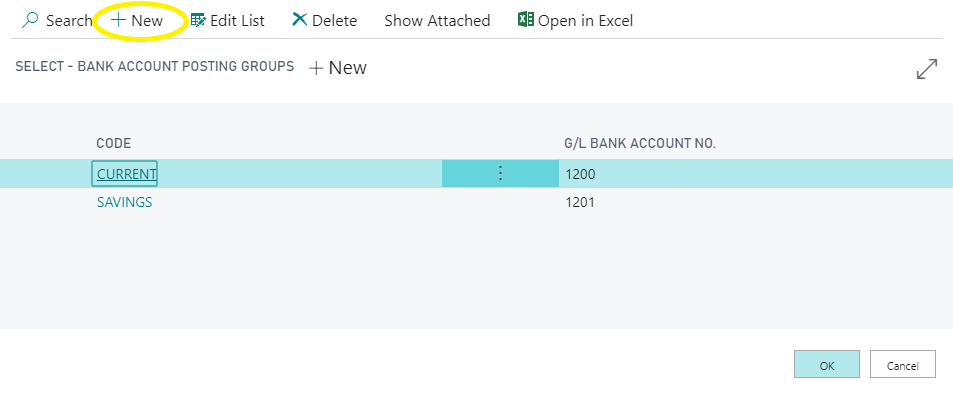 Search + New Edit List Delete Show Attached Open in Excel
SELECT - BANK ACCOUNT POSTING GROUPS + New
CODE G/L BANK ACCOUNT NO.
CURRENT 1200
SAVINGS 1201
OK Cancel